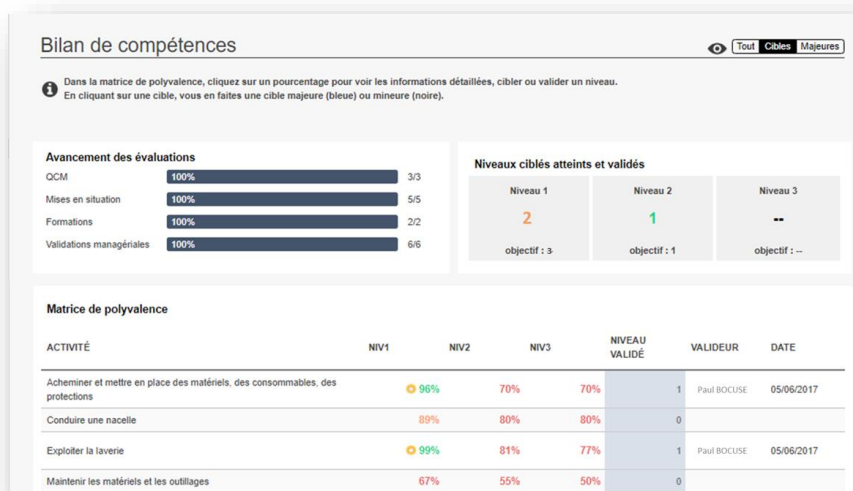 Bilan de compétences
Tout Cibles Majeures
Dans la matrice de polyvalence, cliquez sur un pourcentage pour voir les informations détaillées, cibler ou valider un niveau.
En cliquant sur une cible, vous en faites une cible majeure (bleue) ou mineure (noire).
Avancement des évaluations
QCM 100% 3/3
Mises en situation 100% 5/5
Formations 100% 2/2
Validations managériales 100% 6/6
Niveaux ciblés atteints et validés
Niveau 1 Niveau 2 Niveau 3
2 1 --
objectif : 3 objectif : 1 objectif : --
Matrice de polyvalence
ACTIVITÉ NIV1 NIV2 NIV3 NIVEAU VALIDÉ VALIDEUR DATE
Acheminer et mettre en place des matériels, des consommables, des
protections 96% 70% 70% 1 Paul BOCUSE 05/06/2017
Conduire une nacelle 89% 80% 80% 0
Exploiter la laverie 99% 81% 77% 1 Paul BOCUSE 05/06/2017
Maintenir les matériels et les outillages 67% 55% 50% 0